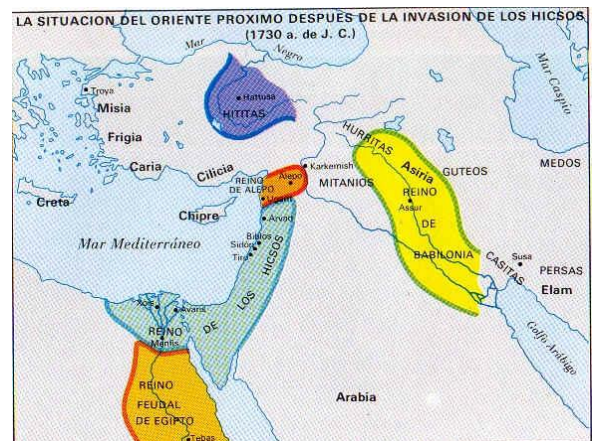 LA SITUACION DEL ORIENTE PROXIMO DESPUES DE LA INVASION DE LOS HICSOS
(1730 a. de J. C.)
Mar
Negro
Mar Caspio
Troya
Misia
Hattusa
HITITAS
Frigia
HURRITAS
Caria
Cilicia
Karkemish
Asiria
GUTEOS
MEDOS
REINO
DE ALEPO
Alepo
MITANIOS
Ugarit
REINO
Assur
DE
BABILONIA
Creta
Chipre
Arvad
Mar Mediterráneo
Biblos
Sidón
Tiro
CASITAS
Susa
PERSAS
Elam
REINO
DE
LOS
HICSOS
Xois
Avaris
Menfis
Golfo Arábigo
REINO
FEUDAL
DE EGIPTO
Arabia
Tebas